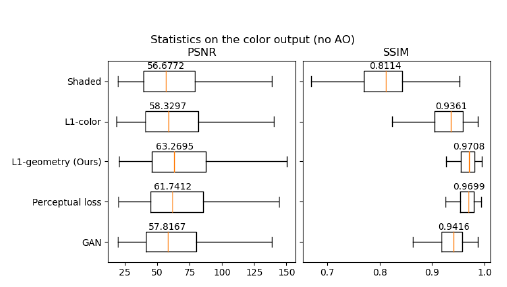 Statistics on the color output (no AO)
PSNR
SSIM
Shaded
56.6772
0.8114
L1-color
58.3297
0.9361
L1-geometry (Ours)
63.2695
0.9708
Perceptual loss
61.7412
0.9699
GAN
57.8167
0.9416
25 50 75 100 125 150
0.7 0.8 0.9 1.0